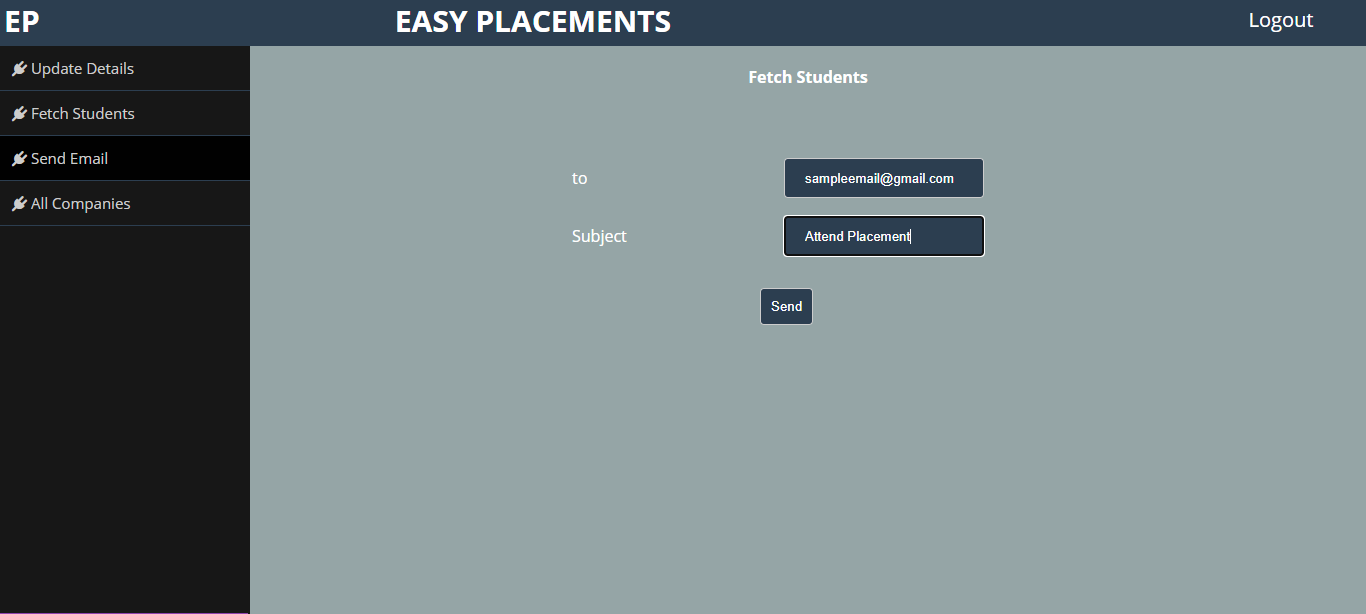 EP EASY PLACEMENTS Logout
Update Details
Fetch Students
Send Email
All Companies
Fetch Students
to sampleemail@gmail.com
Subject Attend Placement
Send